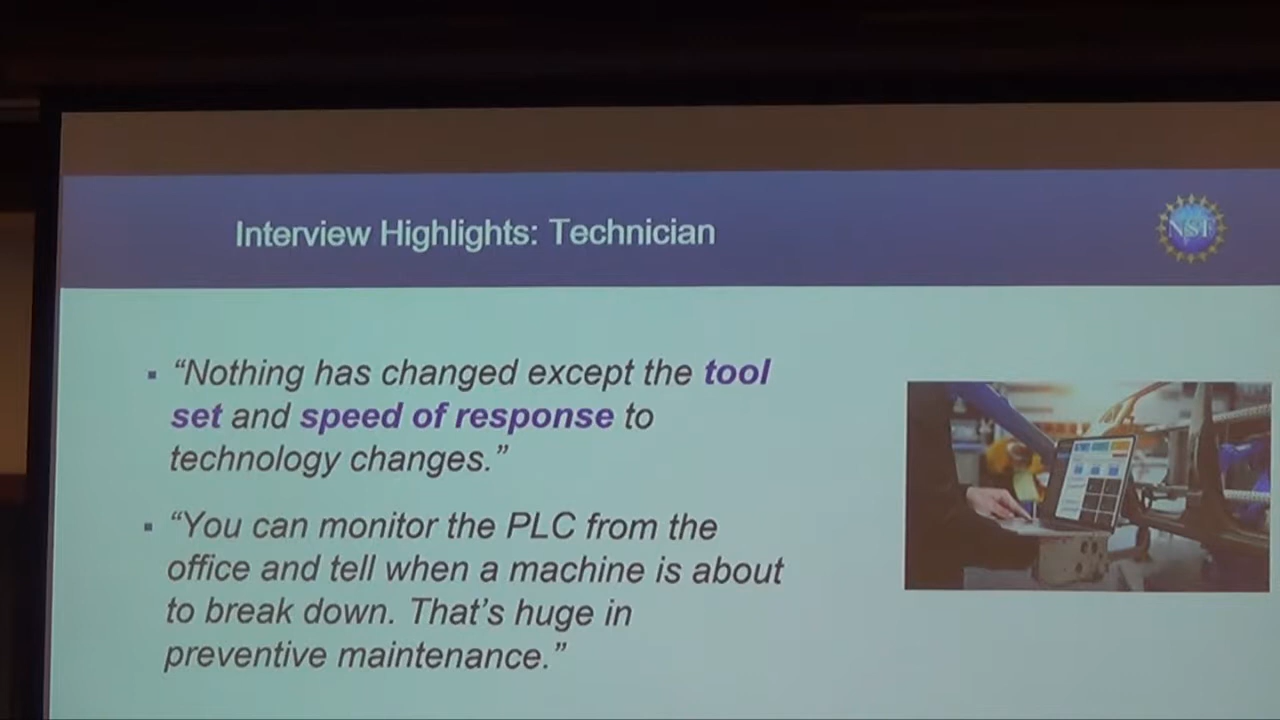 Interview Highlights: Technician
NSF
▪ “Nothing has changed except the tool
set and speed of response to
technology changes.”
▪ “You can monitor the PLC from the
office and tell when a machine is about
to break down. That’s huge in
preventive maintenance.”